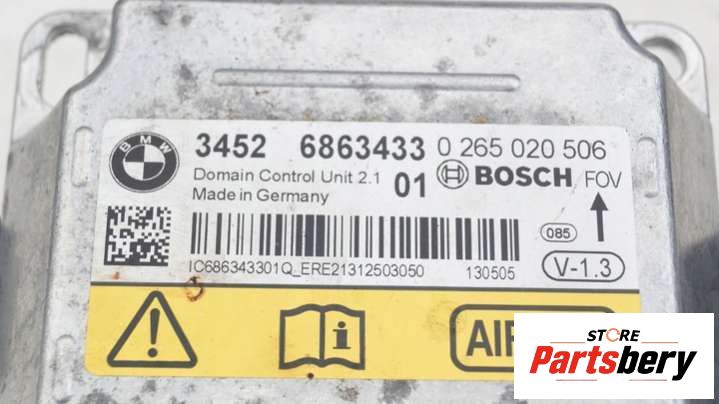 BMW
3452 6863433 0 265 020 506
Domain Control Unit 2.1 01 BOSCH FOV
Made in Germany
085
IC686343301Q_ERE21312503050 130505 V-1.3
i
STORE
Partsbery